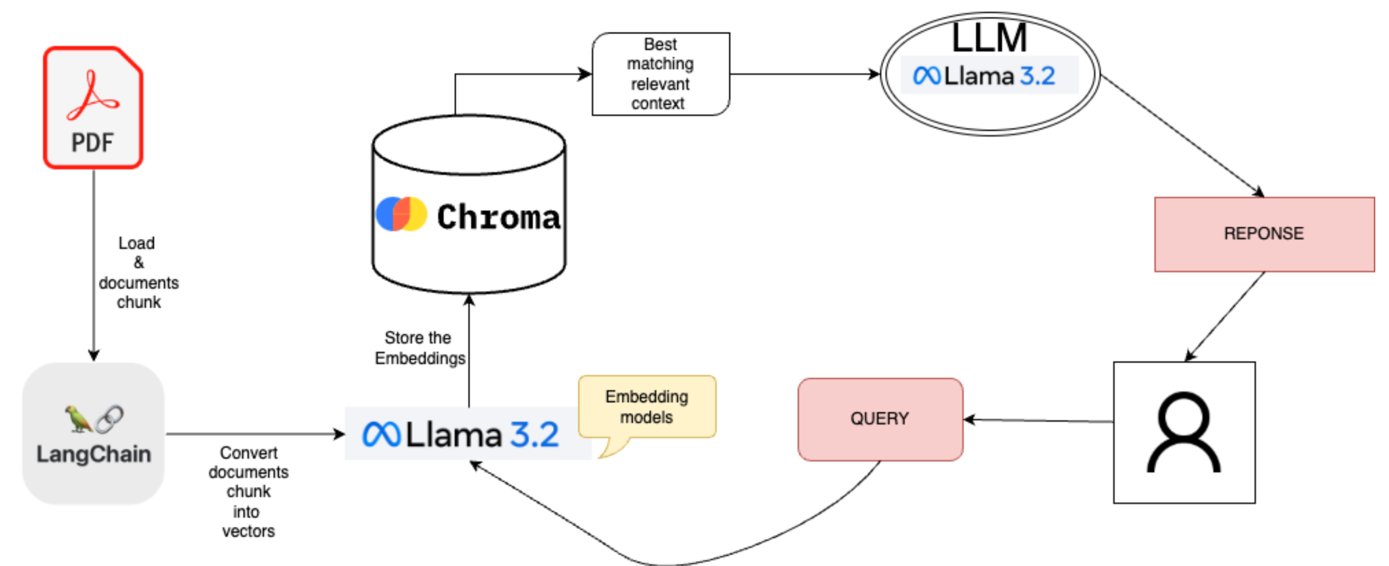 PDF
Load
&
documents
chunk
LangChain
Convert
documents
chunk
into
vectors
Llama 3.2
Embedding
models
Store the
Embeddings
Chroma
Best
matching
relevant
context
LLM
Llama 3.2
REPONSE
QUERY